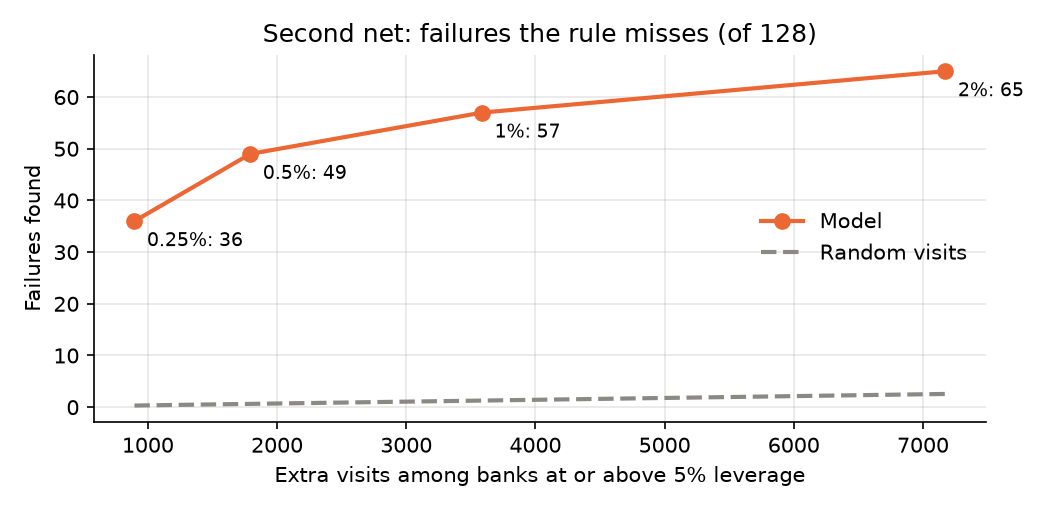 Second net: failures the rule misses (of 128)
Failures found
60
50
40
30
20
10
0
0.25%: 36
0.5%: 49
1%: 57
2%: 65
Model
Random visits
1000 2000 3000 4000 5000 6000 7000
Extra visits among banks at or above 5% leverage